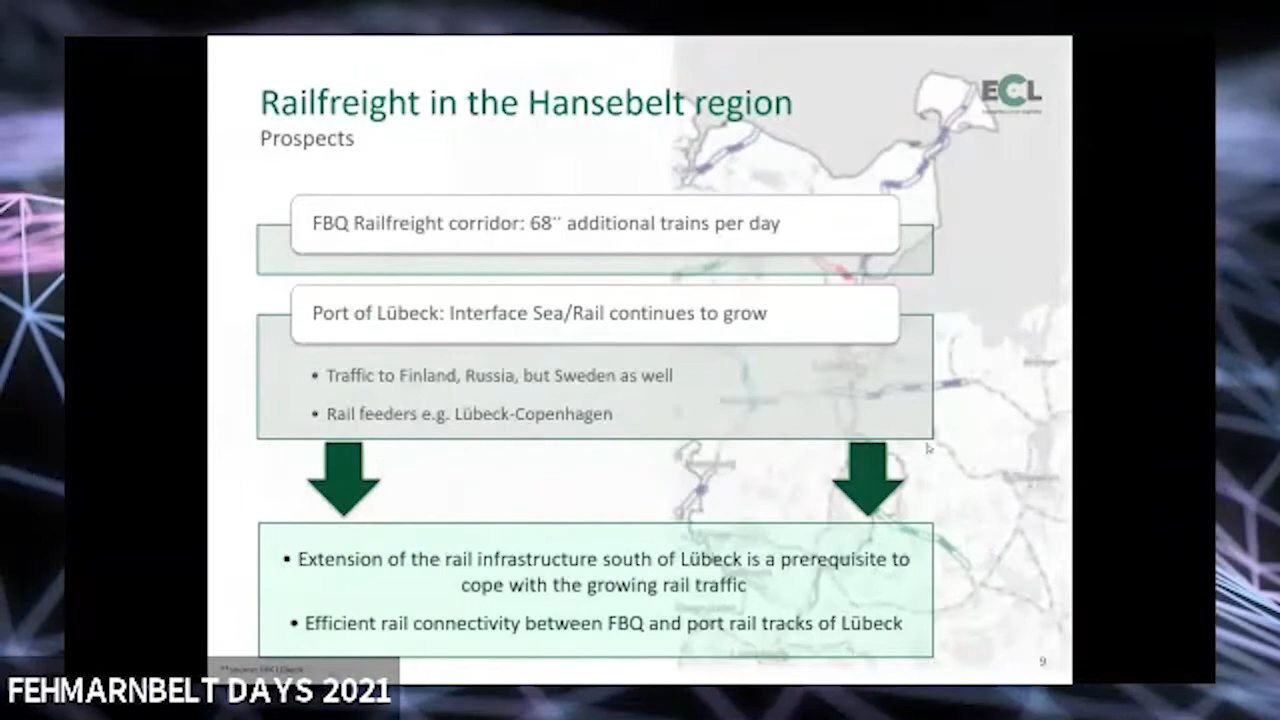 Railfreight in the Hansebelt region
ECL
Prospects
FBQ Railfreight corridor: 68¨ additional trains per day
Port of Lübeck: Interface Sea/Rail continues to grow
• Traffic to Finland, Russia, but Sweden as well
• Rail feeders e.g. Lübeck-Copenhagen
▪ Extension of the rail infrastructure south of Lübeck is a prerequisite to
cope with the growing rail traffic
• Efficient rail connectivity between FBQ and port rail tracks of Lübeck
9
FEHMARNBELT DAYS 2021